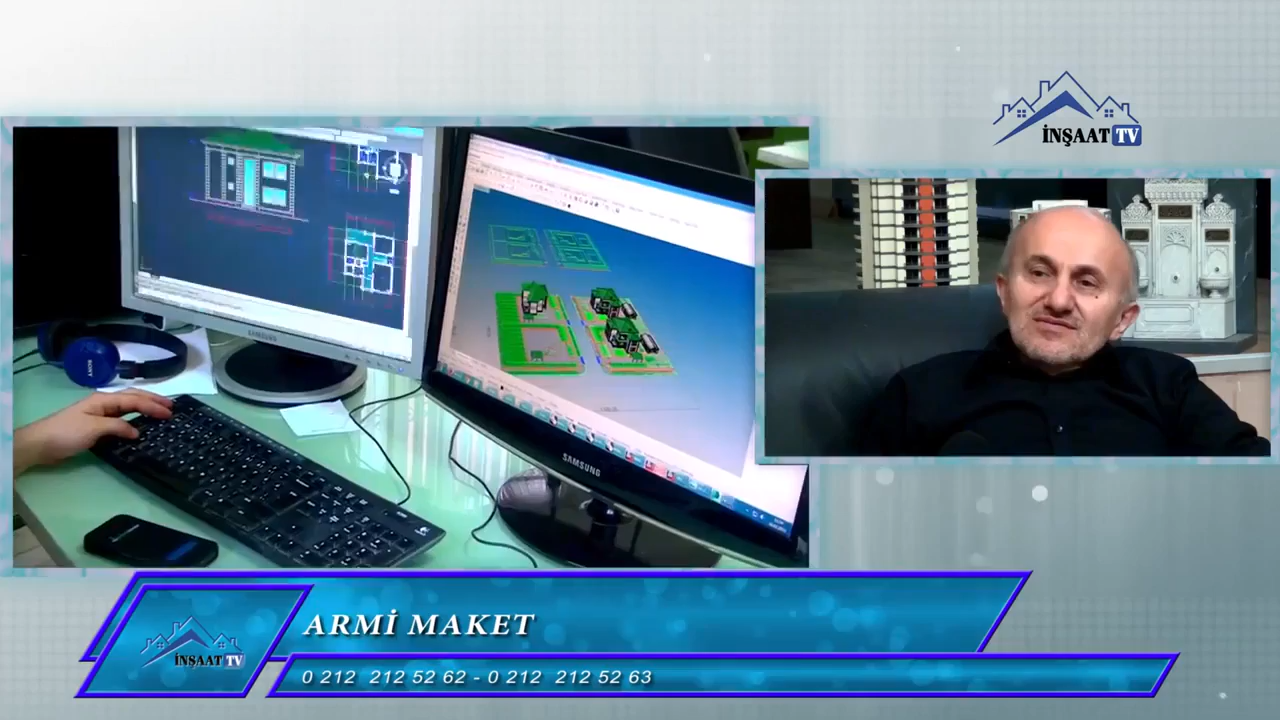 İNŞAAT TV
SAMSUNG
SONY
SAMSUNG
ARMİ MAKET
İNŞAAT TV
0 212 212 52 62 - 0 212 212 52 63